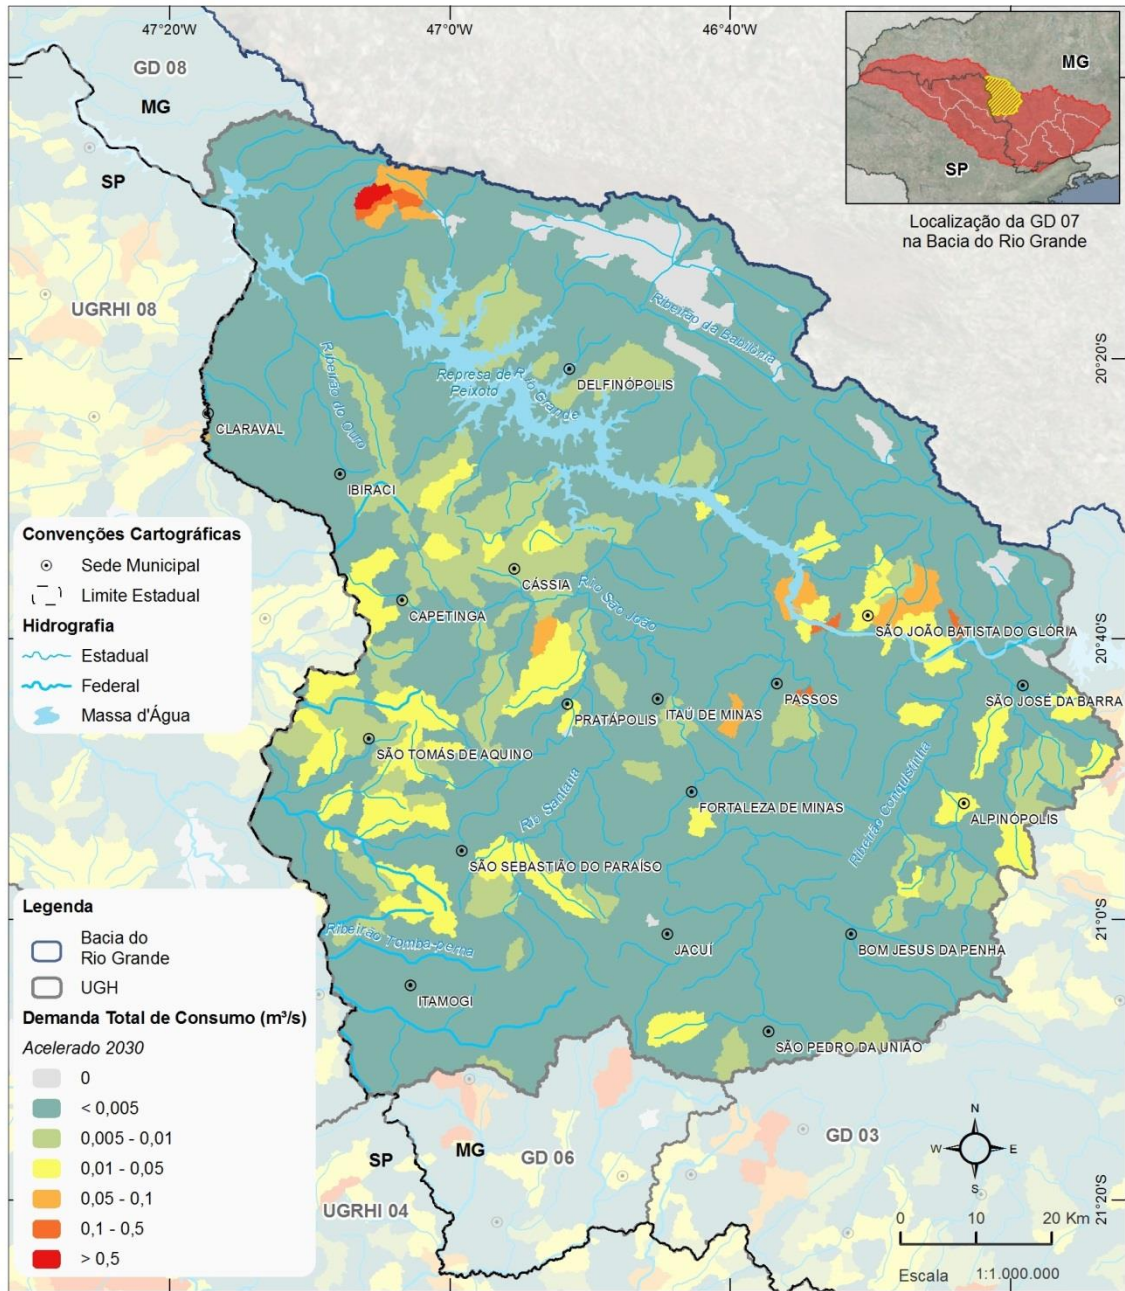 47°20'W
47°0'W
46°40'W
GD 08
MG
SP
MG
SP
Localização da GD 07
na Bacia do Rio Grande
UGRHI 08
Ribeirão da Babilônia
20°20'S
Ribeirão do Ouro
Represa de
Peixoto
Rio Grande
DELFINÓPOLIS
CLARAVAL
IBIRACI
Convenções Cartográficas
Sede Municipal
Limite Estadual
Hidrografia
Estadual
Federal
Massa d'Água
CÁSSIA
Rio São João
CAPETINGA
SÃO JOÃO BATISTA DO GLÓRIA
20°40'S
PASSOS
SÃO JOSÉ DA BARRA
ITAÚ DE MINAS
PRATÁPOLIS
SÃO TOMÁS DE AQUINO
Rio Santana
Ribeirão Conquistinha
FORTALEZA DE MINAS
ALPINÓPOLIS
SÃO SEBASTIÃO DO PARAÍSO
21°0'S
Ribeirão Tomba-perna
JACUÍ
BOM JESUS DA PENHA
ITAMOGI
SÃO PEDRO DA UNIÃO
Legenda
Bacia do
Rio Grande
UGH
Demanda Total de Consumo (m³/s)
Acelerado 2030
0
< 0,005
0,005 - 0,01
0,01 - 0,05
0,05 - 0,1
0,1 - 0,5
> 0,5
SP
MG
GD 06
GD 03
UGRHI 04
N
W
E
S
21°20'S
0
10
20 Km
Escala
1:1.000.000